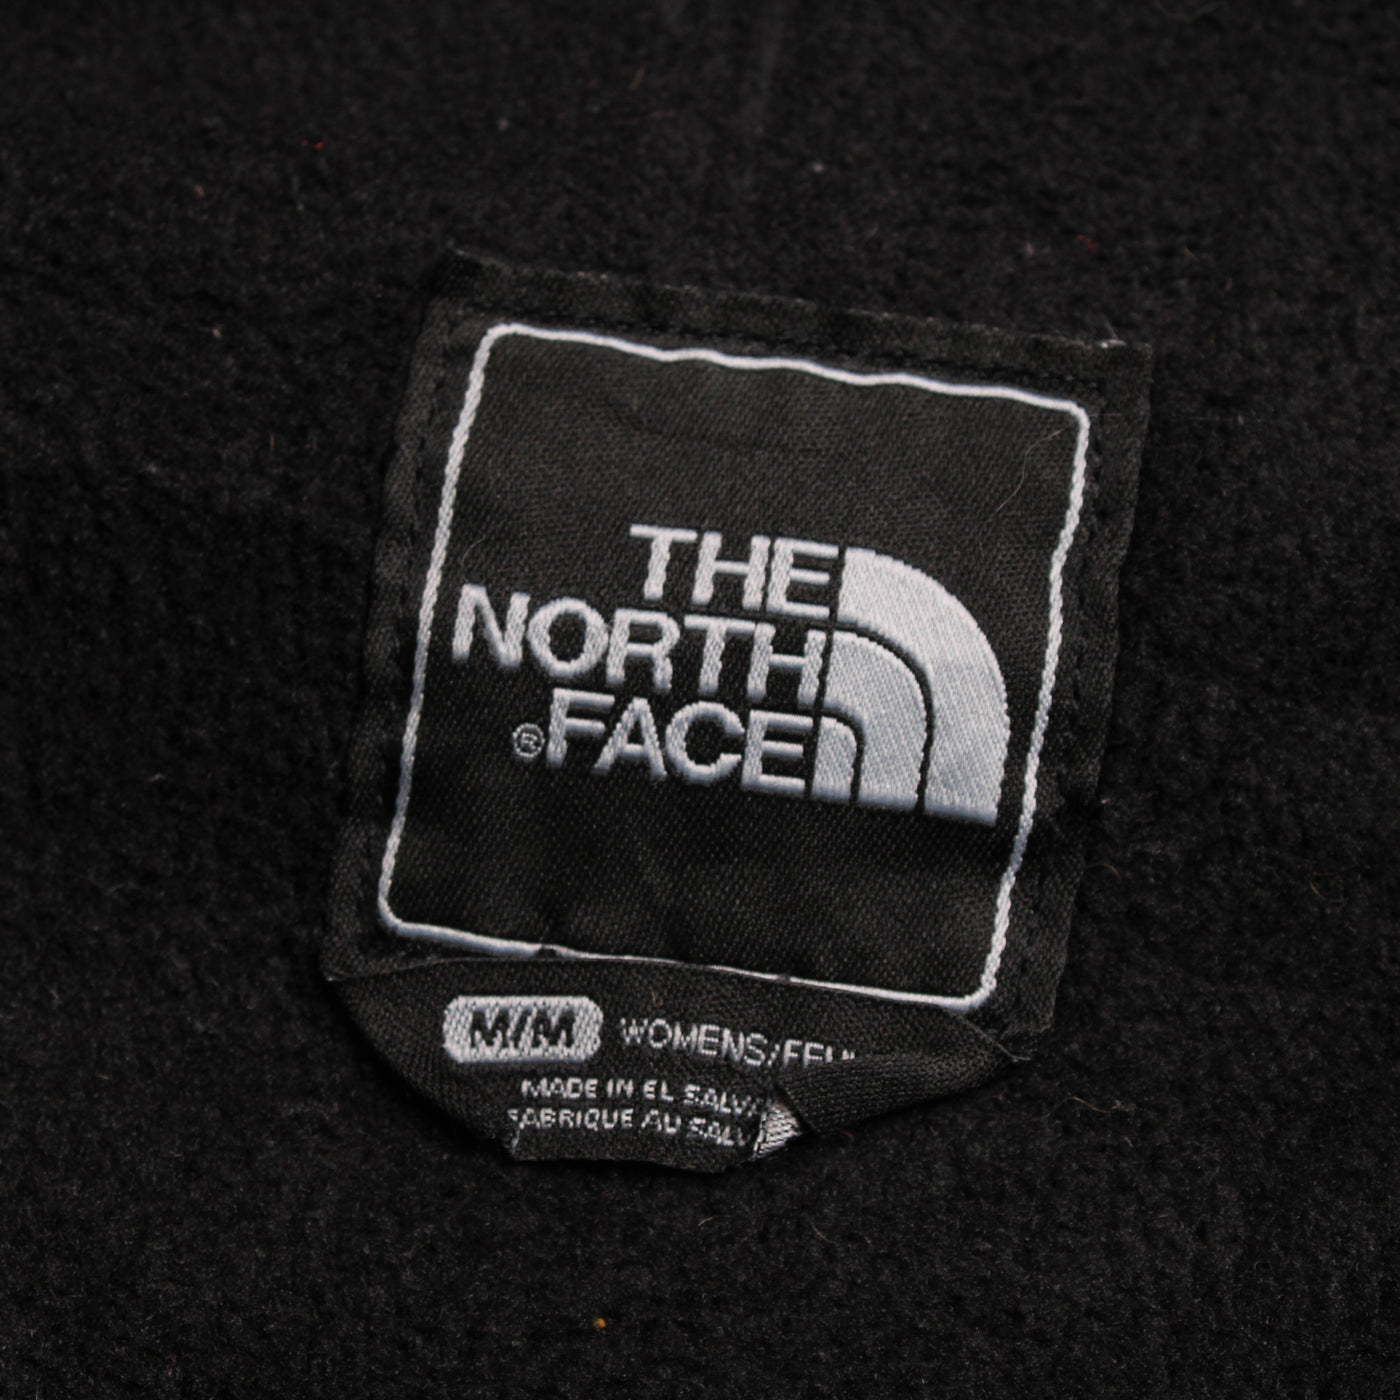 THE
NORTH
®FACE
M/M WOMENS/
MADE IN EL
FABRIQUE AU